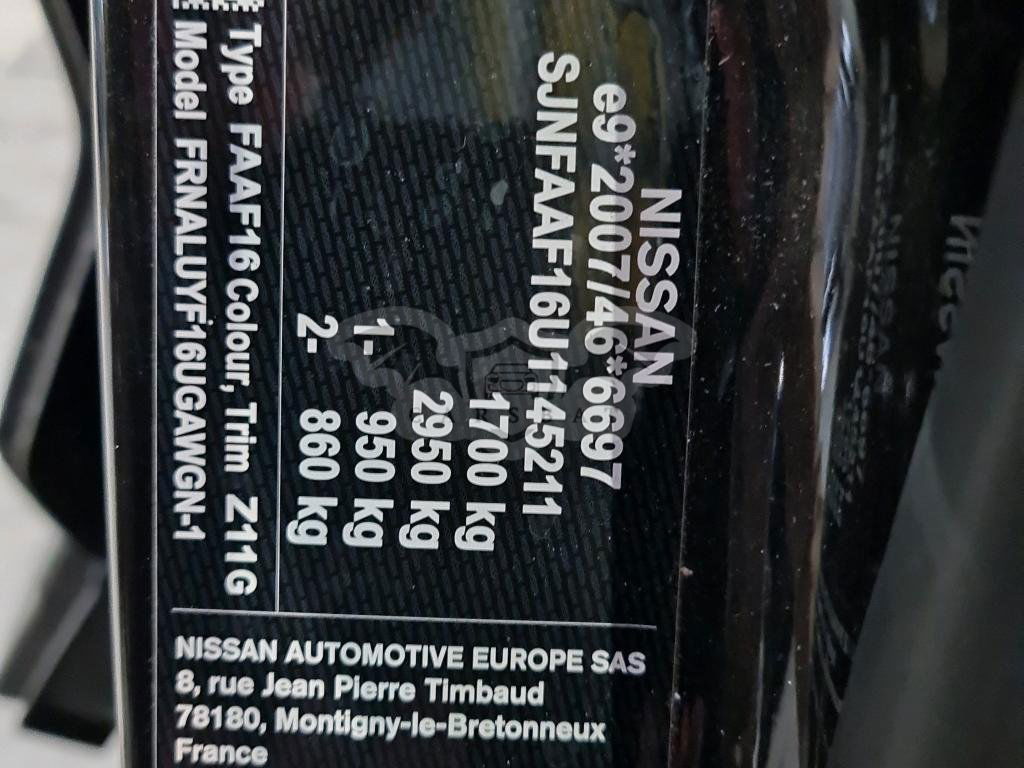 NISSAN
e9*2007/46*6697
SJNFAAF16U1145211
1700 kg
2950 kg
1- 950 kg
2- 860 kg
Type FAAF16 Colour, Trim Z11G
Model FRNALUYF16UGAWGN-1
NISSAN AUTOMOTIVE EUROPE SAS
8, rue Jean Pierre Timbaud
78180, Montigny-le-Bretonneux
France